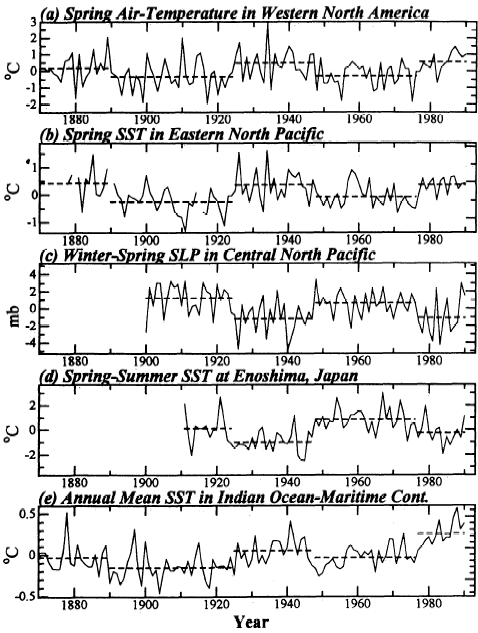 (a) Spring Air-Temperature in Western North America
3
2
1
0
-1
2
°C
1880 1900 1920 1940 1960 1980
(b) Spring SST in Eastern North Pacific
1
0
-1
°C
1880 1900 1920 1940 1960 1980
(c) Winter-Spring SLP in Central North Pacific
4
2
0
-2
-4
mb
1880 1900 1920 1940 1960 1980
(d) Spring-Summer SST at Enoshima, Japan
2
0
-2
°C
1880 1900 1920 1940 1960 1980
(e) Annual Mean SST in Indian Ocean-Maritime Cont.
0.5
0
-0.5
°C
1880 1900 1920 1940 1960 1980
Year